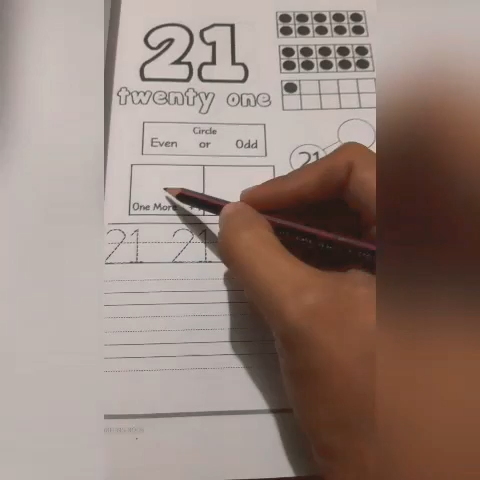 21
twenty one
Circle
Even or Odd
21
One More
21 21